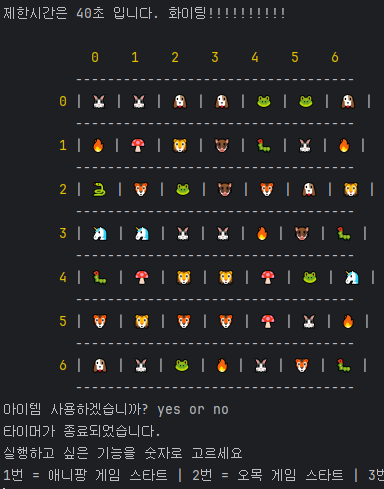 제한시간은 40초 입니다. 화이팅!!!!!!!!!!
0 1 2 3 4 5 6
0 | 🐰 | 🐰 | 🐶 | 🐶 | 🐸 | 🐸 | 🐶 |
1 | 🔥 | 🍄 | 🐯 | 🐮 | 🐛 | 🐰 | 🔥 |
2 | 🐍 | 🦊 | 🐸 | 🐮 | 🦊 | 🐶 | 🐯 |
3 | 🦄 | 🦄 | 🐰 | 🐰 | 🔥 | 🐮 | 🐛 |
4 | 🐛 | 🍄 | 🐯 | 🐯 | 🍄 | 🐸 | 🦄 |
5 | 🦊 | 🐯 | 🦊 | 🦊 | 🍄 | 🐰 | 🔥 |
6 | 🐶 | 🐰 | 🐸 | 🔥 | 🐰 | 🦊 | 🐛 |
아이템 사용하겠습니까? yes or no
타이머가 종료되었습니다.
실행하고 싶은 기능을 숫자로 고르세요
1번 = 애니팡 게임 스타트 | 2번 = 오목 게임 스타트 | 3번